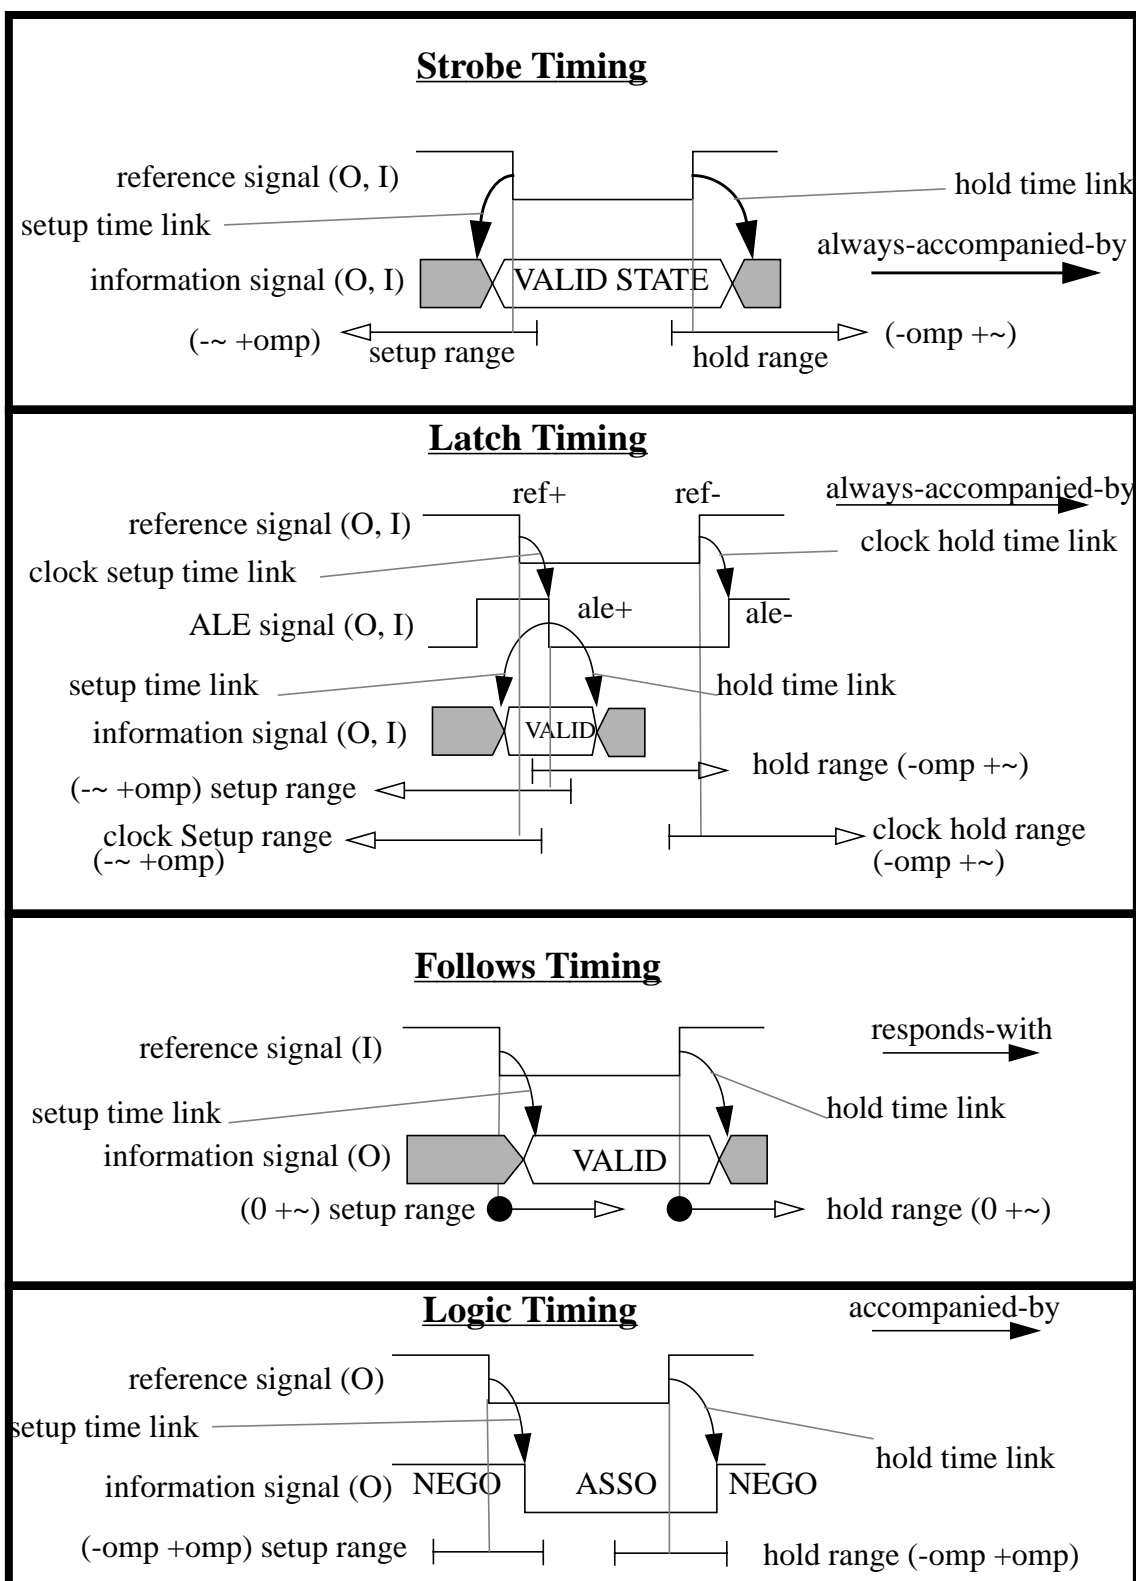 Strobe Timing
reference signal (O, I)
hold time link
setup time link
always-accompanied-by
information signal (O, I)
VALID STATE
(-~ +omp)
setup range
hold range
(-omp +~)
Latch Timing
ref+
ref-
always-accompanied-by
reference signal (O, I)
clock hold time link
clock setup time link
ALE signal (O, I)
ale+
ale-
setup time link
hold time link
information signal (O, I)
VALID
hold range (-omp +~)
(-~ +omp) setup range
clock Setup range
(-~ +omp)
clock hold range
(-omp +~)
Follows Timing
reference signal (I)
responds-with
setup time link
hold time link
information signal (O)
VALID
(0 +~) setup range
hold range (0 +~)
Logic Timing
accompanied-by
reference signal (O)
setup time link
hold time link
information signal (O)
NEGO
ASSO
NEGO
(-omp +omp) setup range
hold range (-omp +omp)